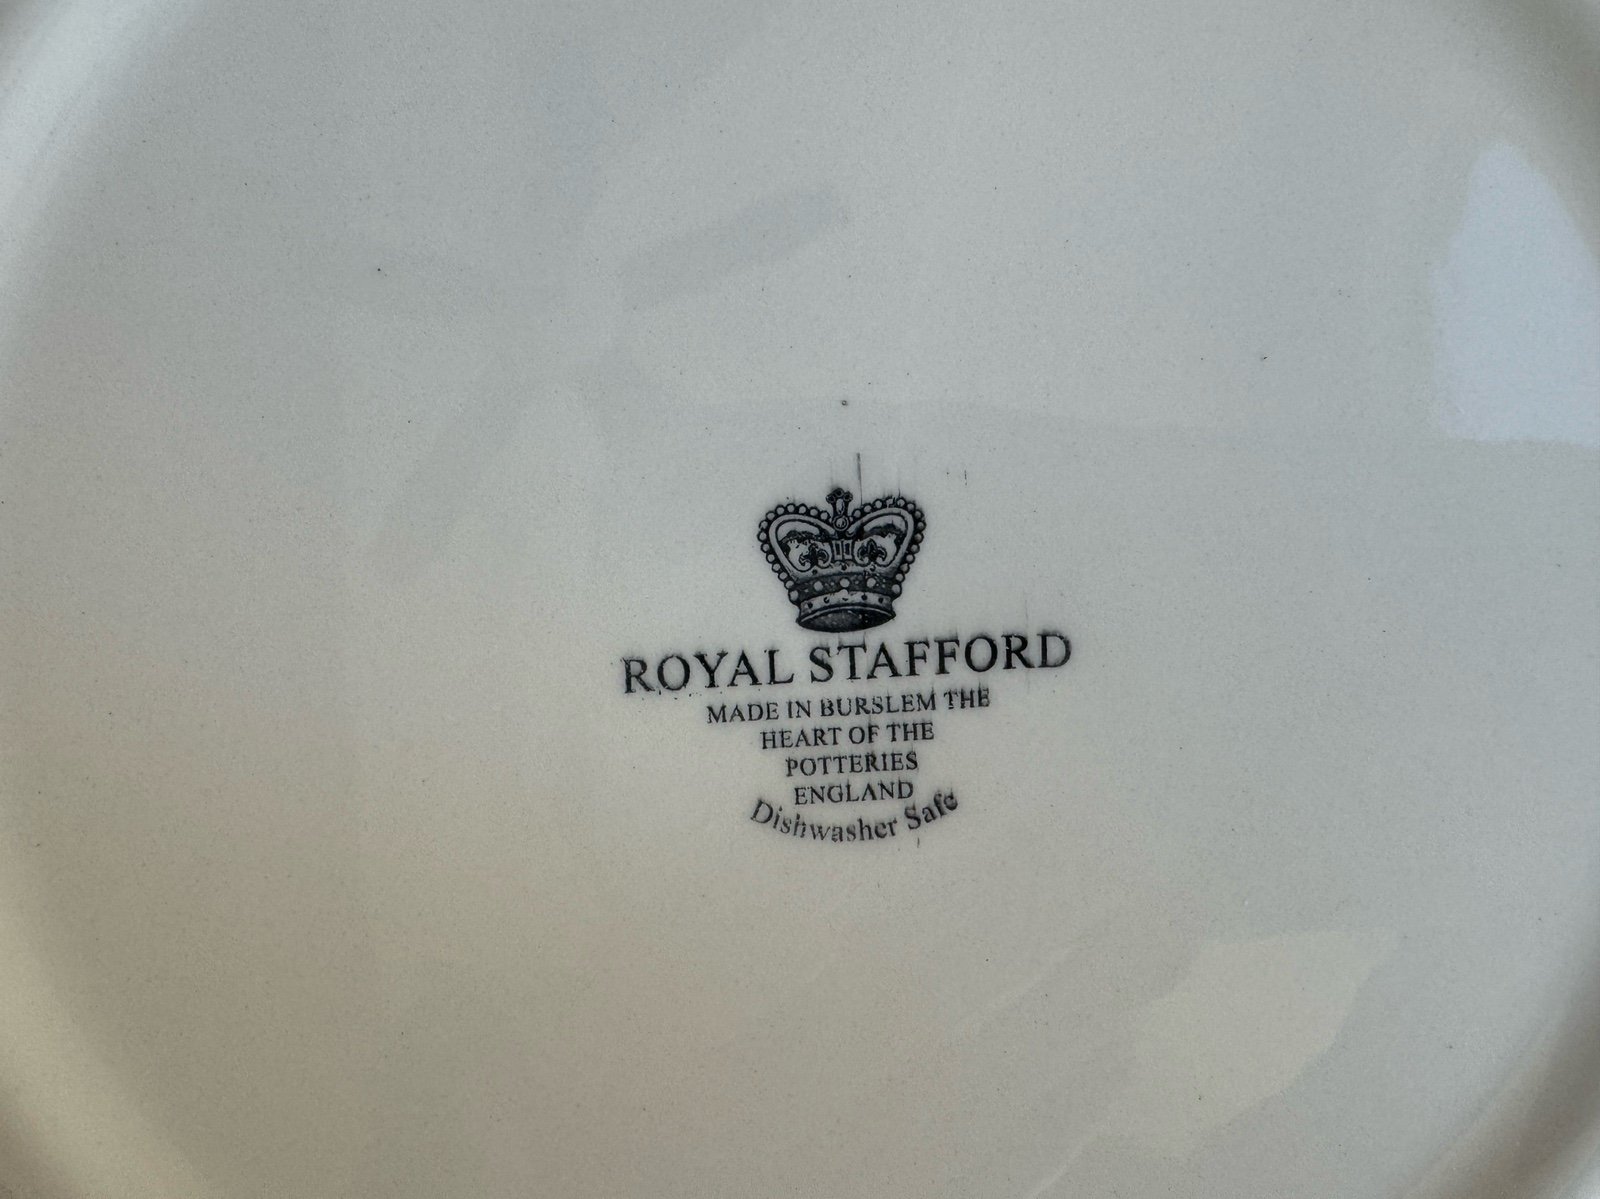 ROYAL STAFFORD
MADE IN BURSLEM THE
HEART OF THE
POTTERIES
ENGLAND
Dishwasher Safe